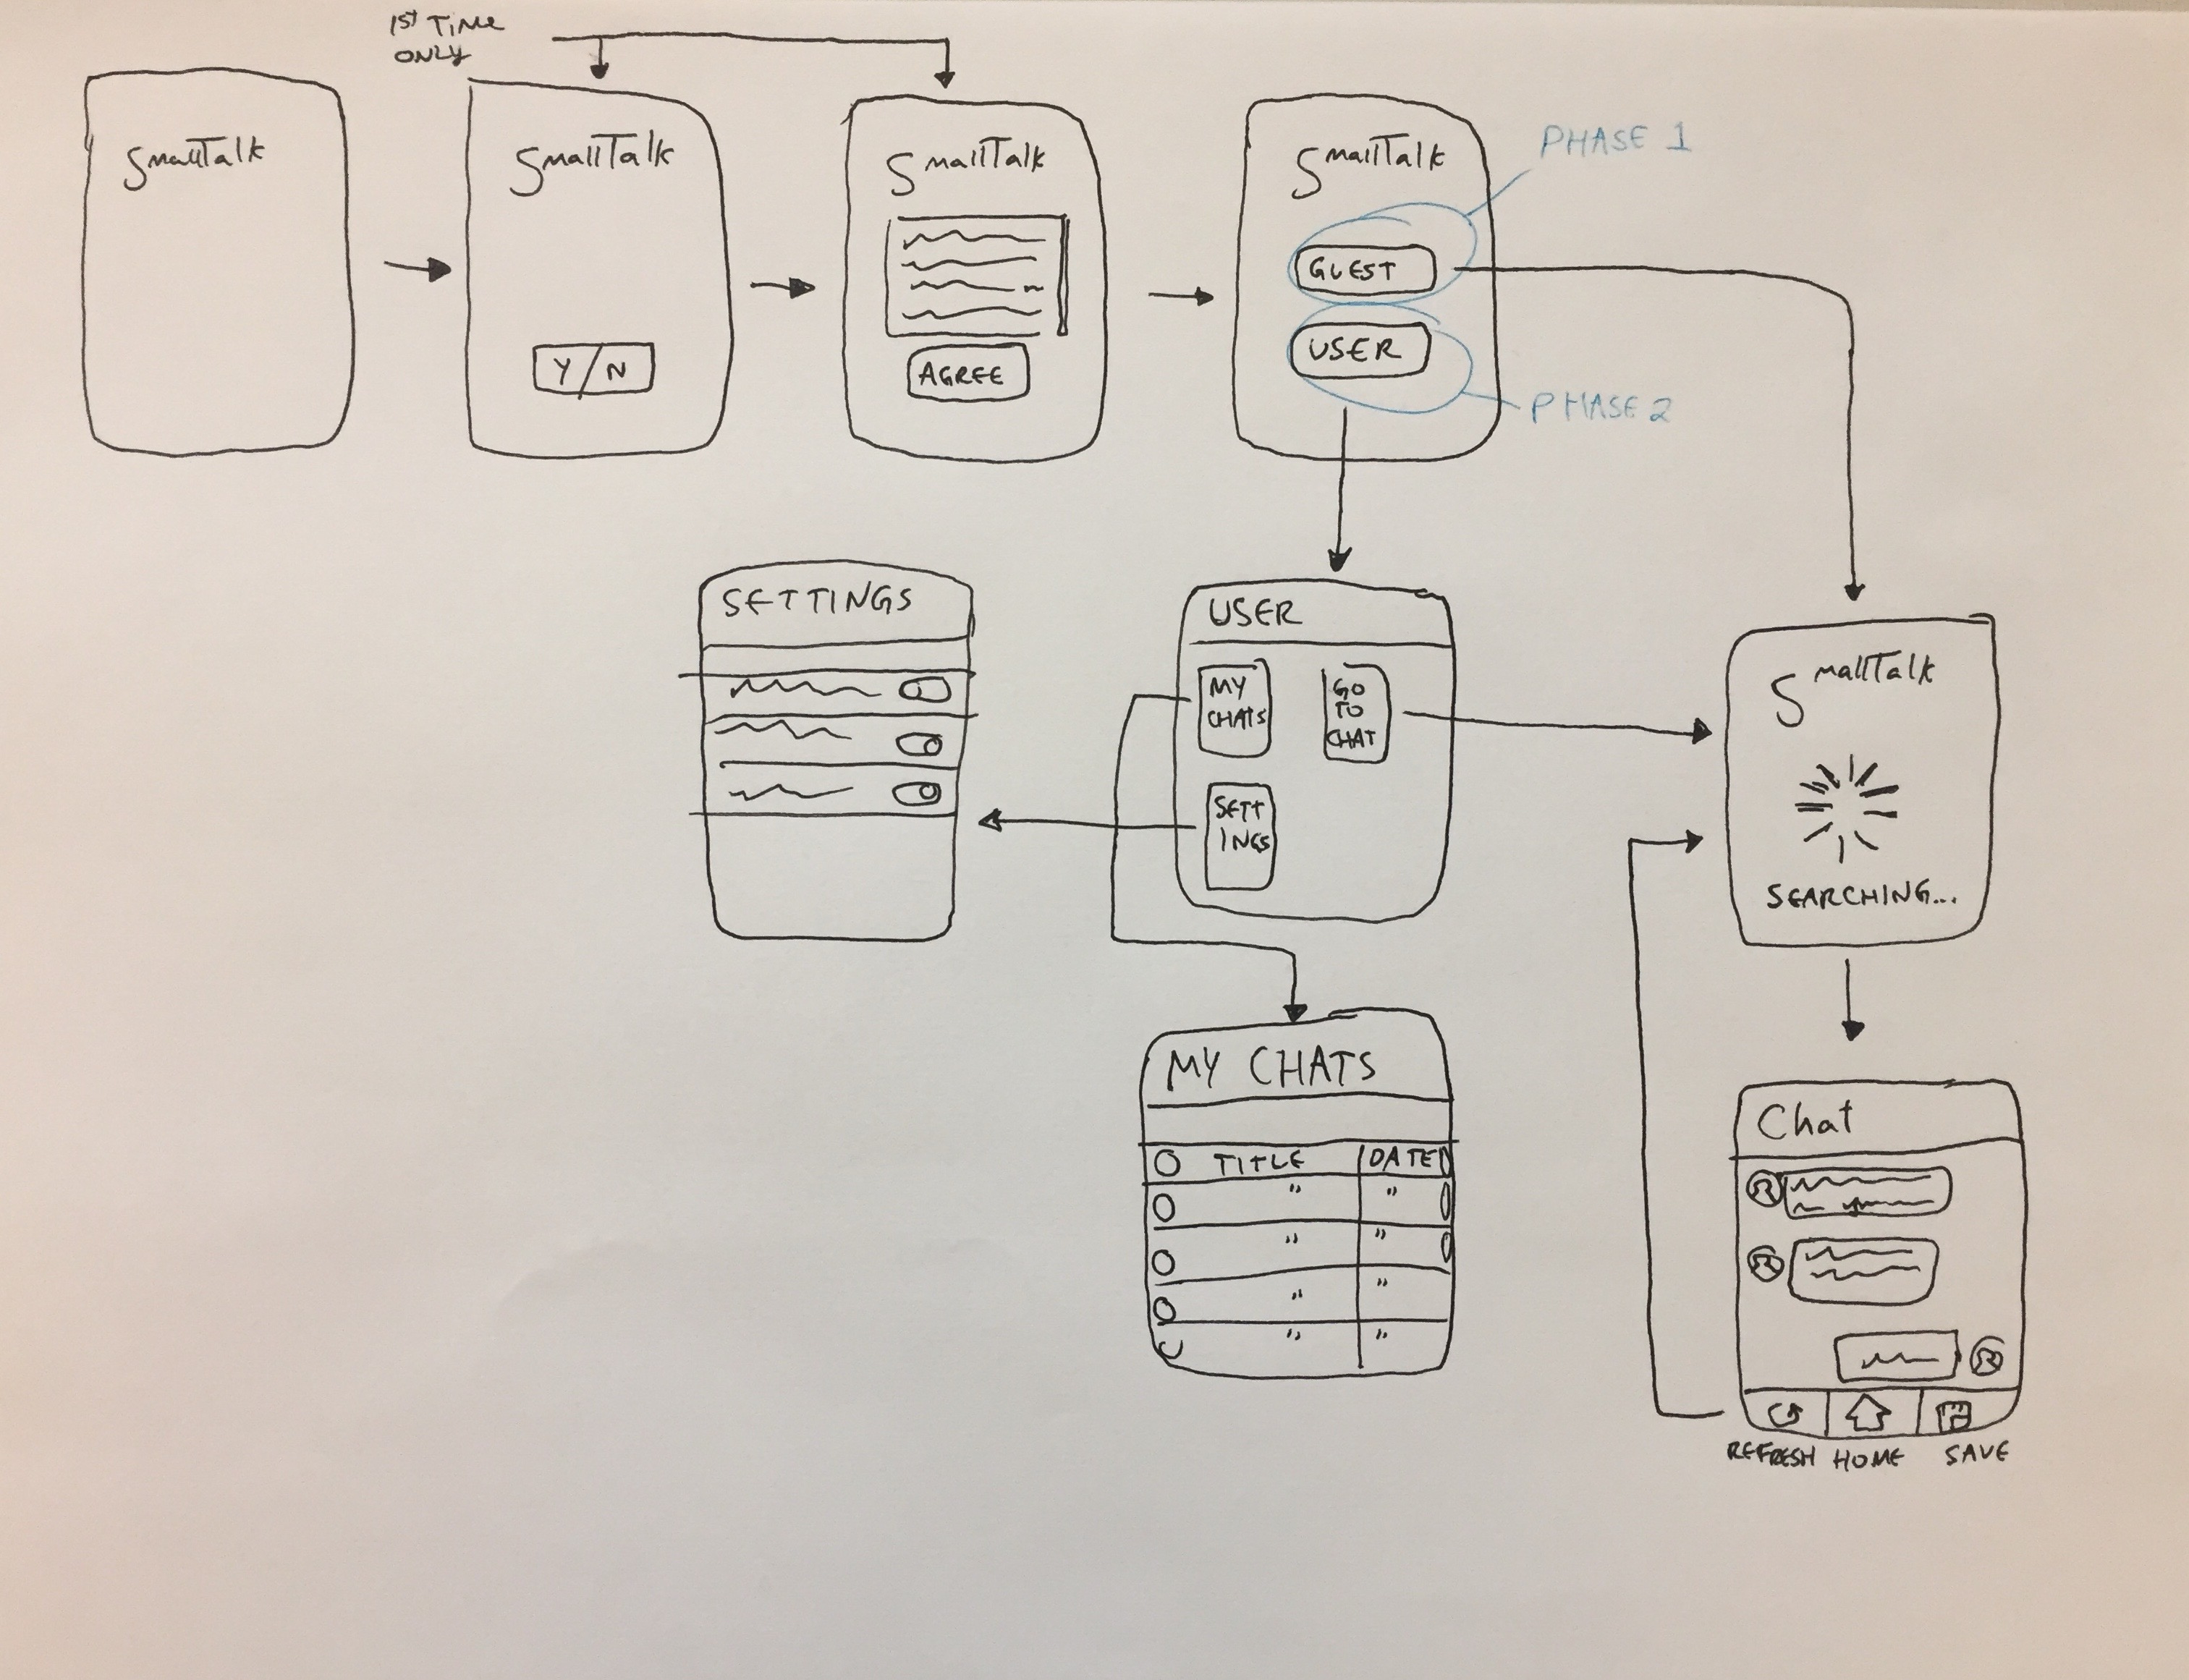 1st TIME
ONLY
SmallTalk
SmallTalk
Y/N
SmallTalk
AGREE
SmallTalk
GUEST
USER
PHASE 1
PHASE 2
SETTINGS
USER
MY
CHATS
GO
TO
CHAT
SETT
INGS
SmallTalk
SEARCHING...
MY CHATS
TITLE DATE
" "
" "
" "
" "
Chat
REFRESH HOME SAVE